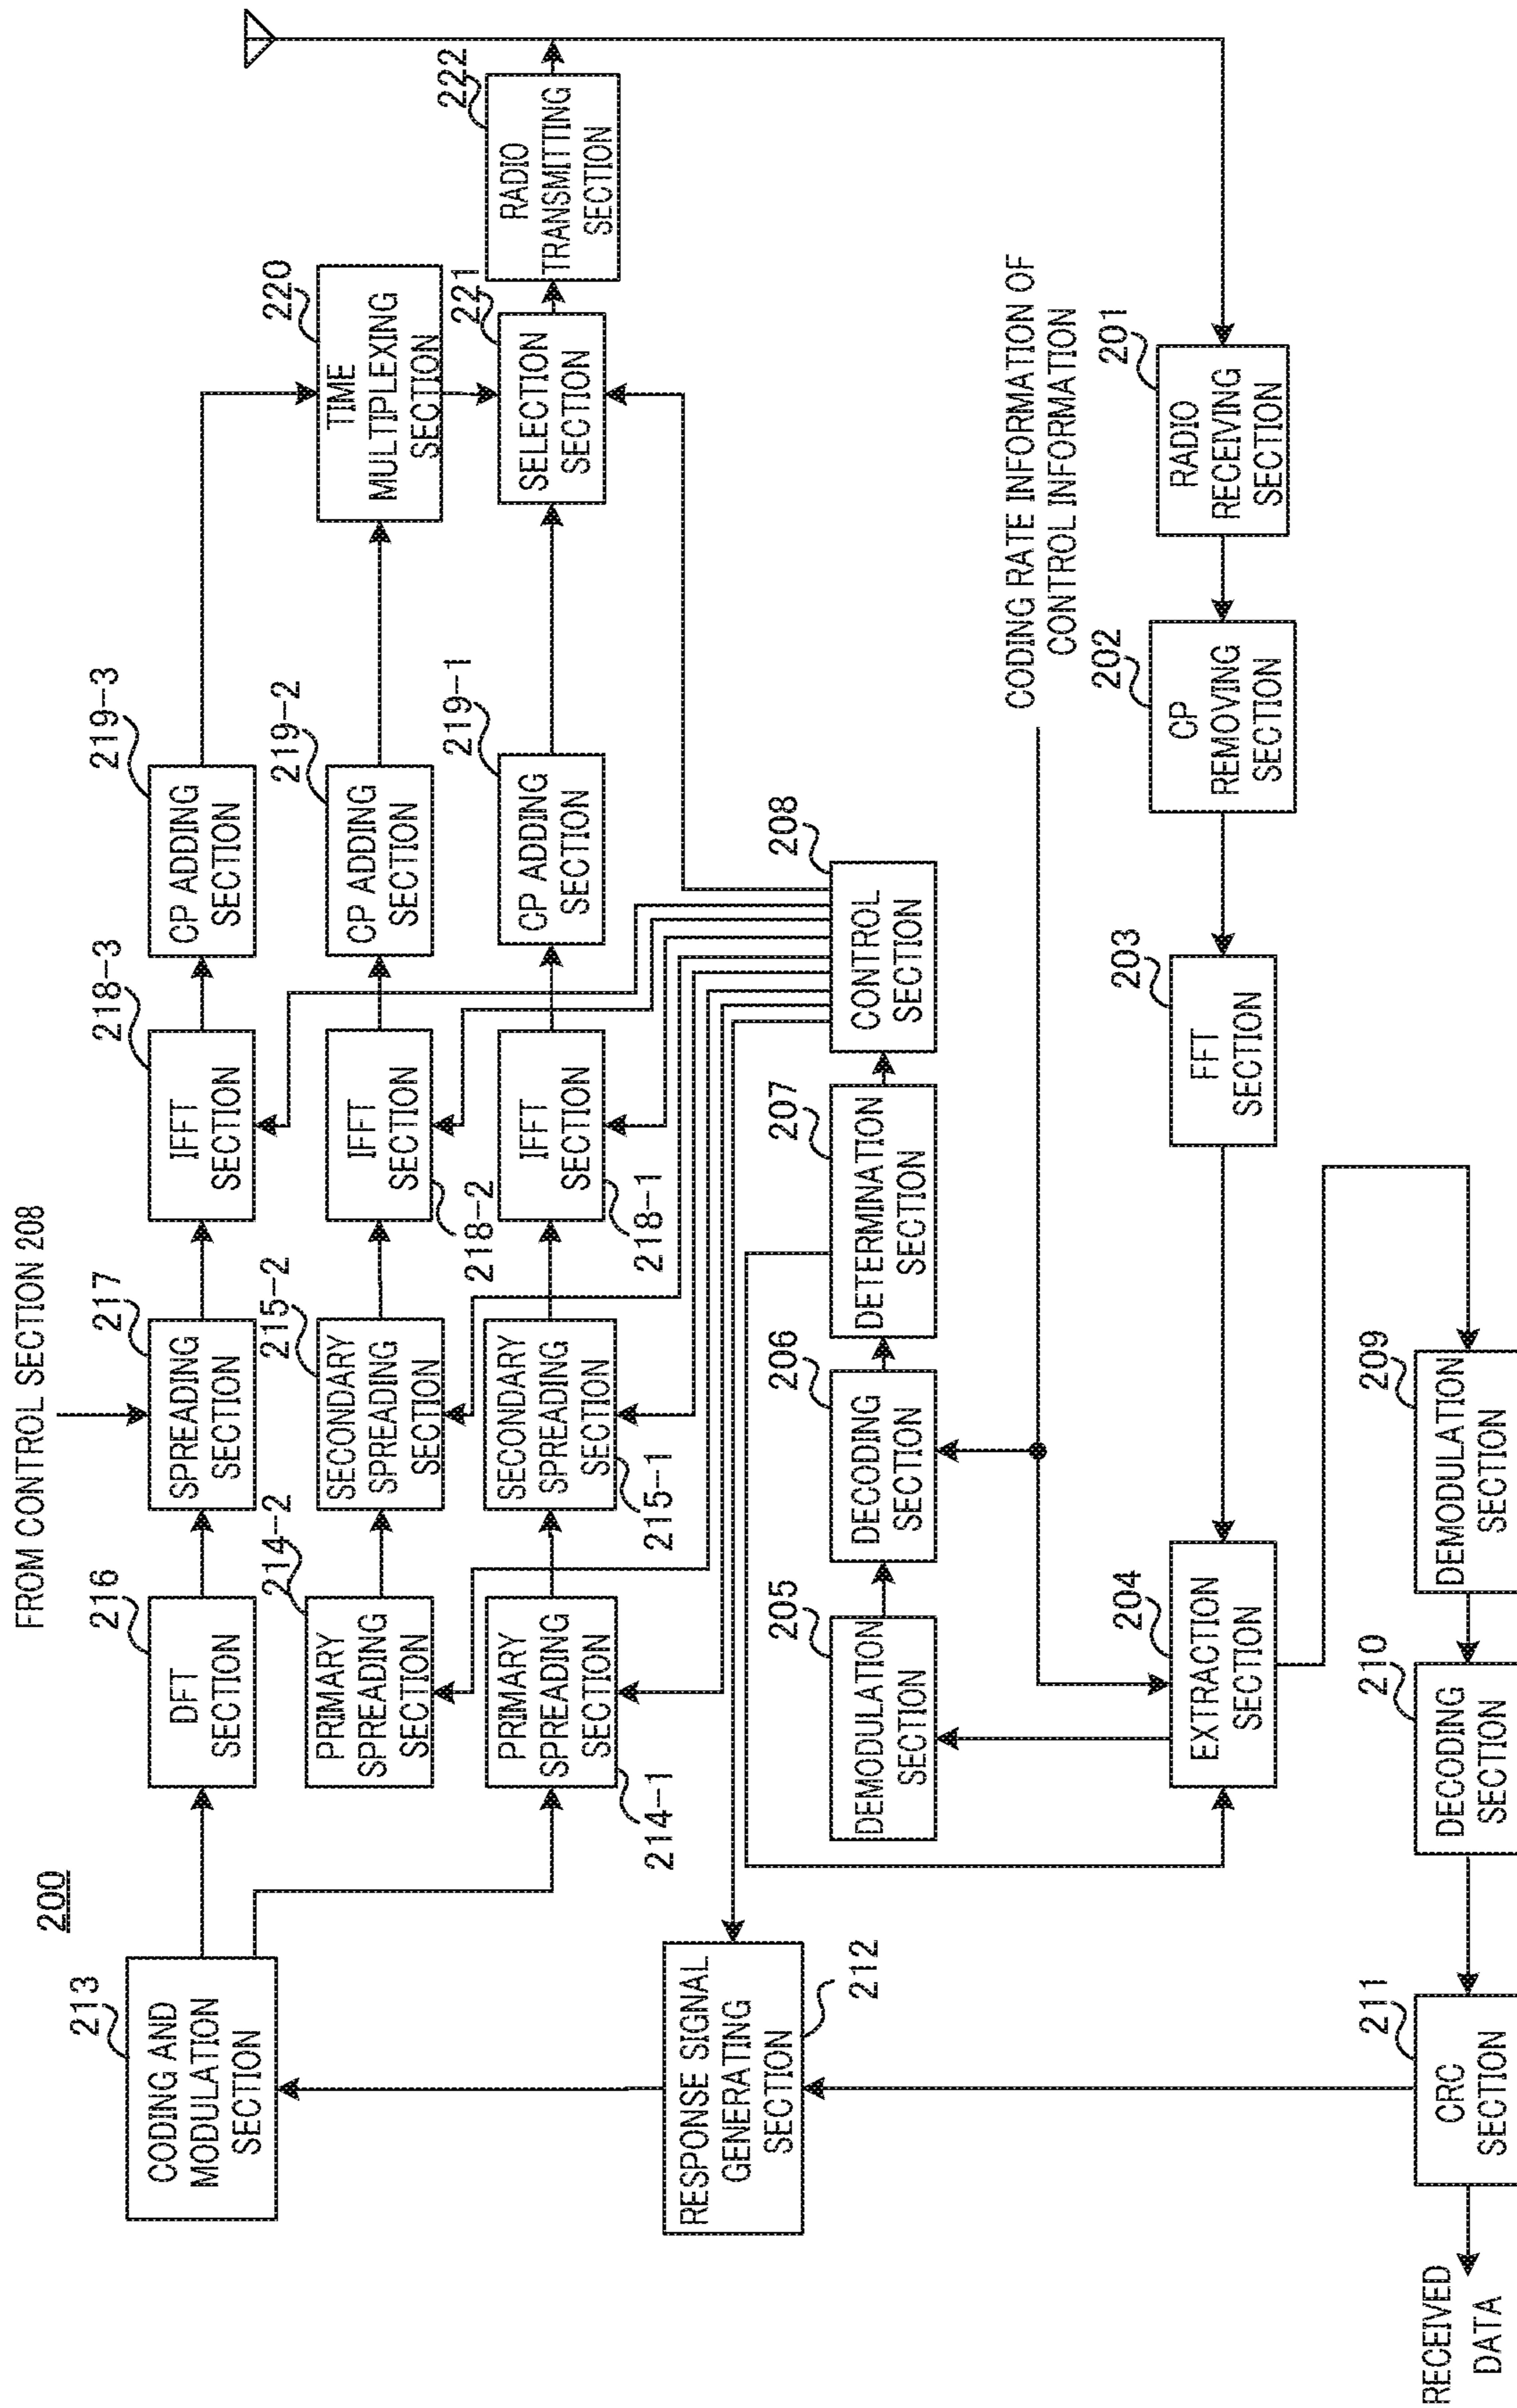 200
FROM CONTROL SECTION 208
213
CODING AND
MODULATION
SECTION
216
DFT
SECTION
217
SPREADING
SECTION
218-3
IFFT
SECTION
219-3
CP ADDING
SECTION
214-2
PRIMARY
SPREADING
SECTION
215-2
SECONDARY
SPREADING
SECTION
IFFT
SECTION
218-2
219-2
CP ADDING
SECTION
220
TIME
MULTIPLEXING
SECTION
PRIMARY
SPREADING
SECTION
214-1
SECONDARY
SPREADING
SECTION
215-1
IFFT
SECTION
218-1
219-1
CP ADDING
SECTION
221
SELECTION
SECTION
222
RADIO
TRANSMITTING
SECTION
RESPONSE SIGNAL
GENERATING
SECTION
212
205
DEMODULATION
SECTION
206
DECODING
SECTION
207
DETERMINATION
SECTION
208
CONTROL
SECTION
CODING RATE INFORMATION OF
CONTROL INFORMATION
204
EXTRACTION
SECTION
203
FFT
SECTION
202
CP
REMOVING
SECTION
201
RADIO
RECEIVING
SECTION
RECEIVED
DATA
211
CRC
SECTION
210
DECODING
SECTION
209
DEMODULATION
SECTION